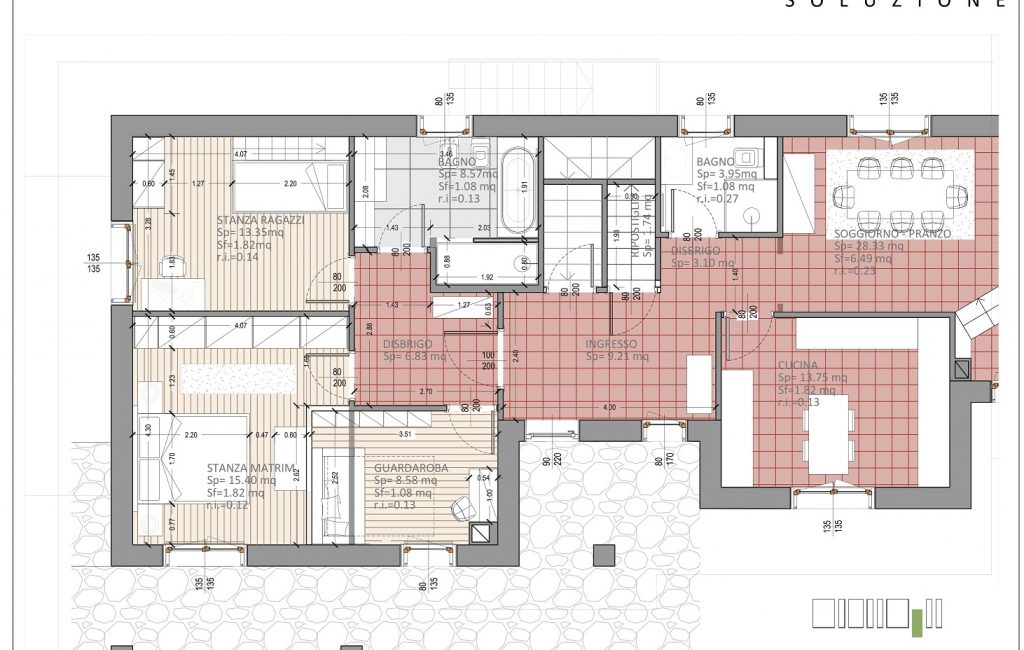 SOLUZIONE
80
135
80
135
135
135
4.07
3.46
BAGNO
Sp= 8.57mq
Sf=1.08 mq
r.i.=0.13
BAGNO
Sp= 3.95mq
Sf=1.08 mq
r.i.=0.27
0.60
1.45
1.27
2.20
2.08
1.91
0.90
RIPOSTIGLIO
Sp= 1.74 mq
1.93
3.28
STANZA RAGAZZI
Sp= 13.35mq
Sf=1.82mq
r.i.=0.14
1.43
2.03
80
200
80
200
SOGGIORNO - PRANZO
Sp= 28.33 mq
Sf=6.49 mq
r.i.=0.23
DISBRIGO
Sp= 3.10 mq
135
135
1.83
0.88
1.92
0.80
1.40
80
200
80
200
80
200
1.43
1.27
0.63
80
200
0.60
4.07
2.88
DISBRIGO
Sp= 6.83 mq
100
200
2.40
INGRESSO
Sp= 9.21 mq
1.65
80
200
CUCINA
Sp= 13.75 mq
Sf=1.82 mq
r.i.=0.13
1.23
2.70
80
200
4.00
4.30
2.20
0.47
0.60
3.51
1.70
STANZA MATRIM.
Sp= 15.40 mq
Sf=1.82 mq
r.i.=0.12
2.62
2.52
GUARDAROBA
Sp= 8.58 mq
Sf=1.08 mq
r.i.=0.13
0.54
1.00
90
220
80
170
0.77
135
135
135
135
80
135